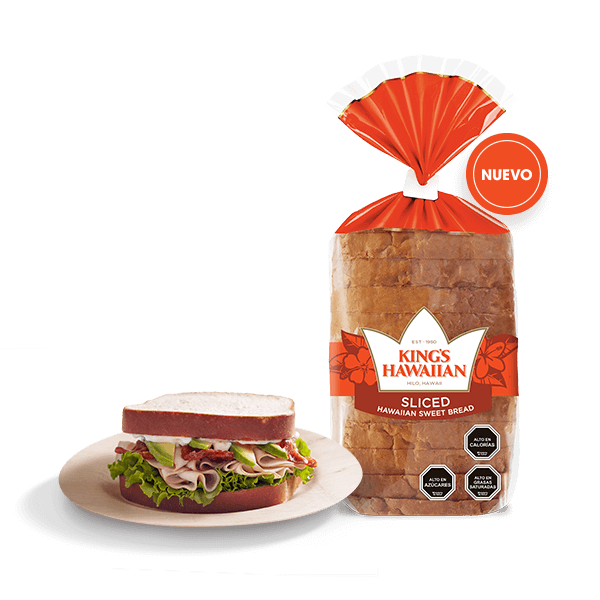 NUEVO
EST · 1950
KING'S
HAWAIIAN
HILO, HAWAII
SLICED
HAWAIIAN SWEET BREAD
ALTO EN
CALORÍAS
ALTO EN
AZÚCARES
ALTO EN
GRASAS
SATURADAS